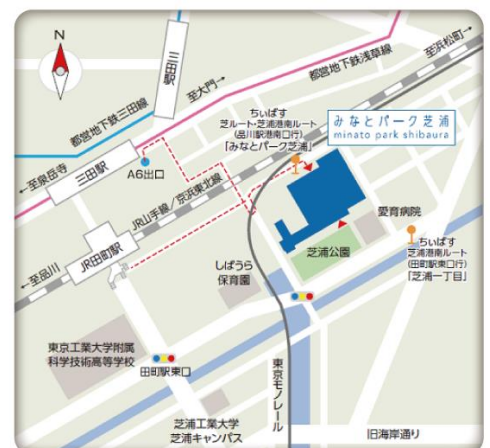 N
三田駅
都営地下鉄三田線
至大門→
都営地下鉄浅草線
至浜松町→
ちぃばす
芝ルート・芝浦港南ルート
(品川駅港南口行)
「みなとパーク芝浦」
みなとパーク芝浦
minato park shibaura
←至泉岳寺
三田駅
A6出口
JR山手線/京浜東北線
愛育病院
←至品川
JR田町駅
芝浦公園
ちぃばす
芝浦港南ルート
(田町駅東口行)
「芝浦一丁目」
しばうら
保育園
東京工業大学附属
科学技術高等学校
田町駅東口
東京モノレール
芝浦工業大学
芝浦キャンパス
旧海岸通り